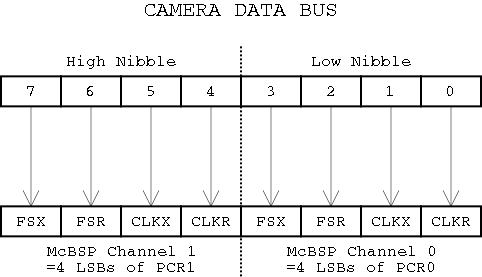 CAMERA DATA BUS
High Nibble Low Nibble
7 6 5 4 3 2 1 0
FSX FSR CLKX CLKR FSX FSR CLKX CLKR
McBSP Channel 1 McBSP Channel 0
=4 LSBs of PCR1 =4 LSBs of PCR0